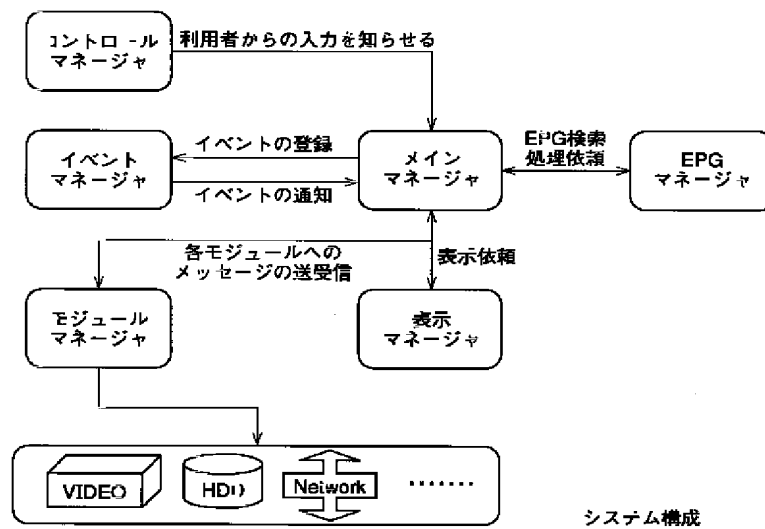 コントロール
マネージャ
利用者からの入力を知らせる
イベント
マネージャ
イベントの登録
イベントの通知
メイン
マネージャ
EPG検索
処理依頼
EPG
マネージャ
各モジュールへの
メッセージの送受信
表示依頼
モジュール
マネージャ
表示
マネージャ
VIDEO
HDD
Network
·······
システム構成